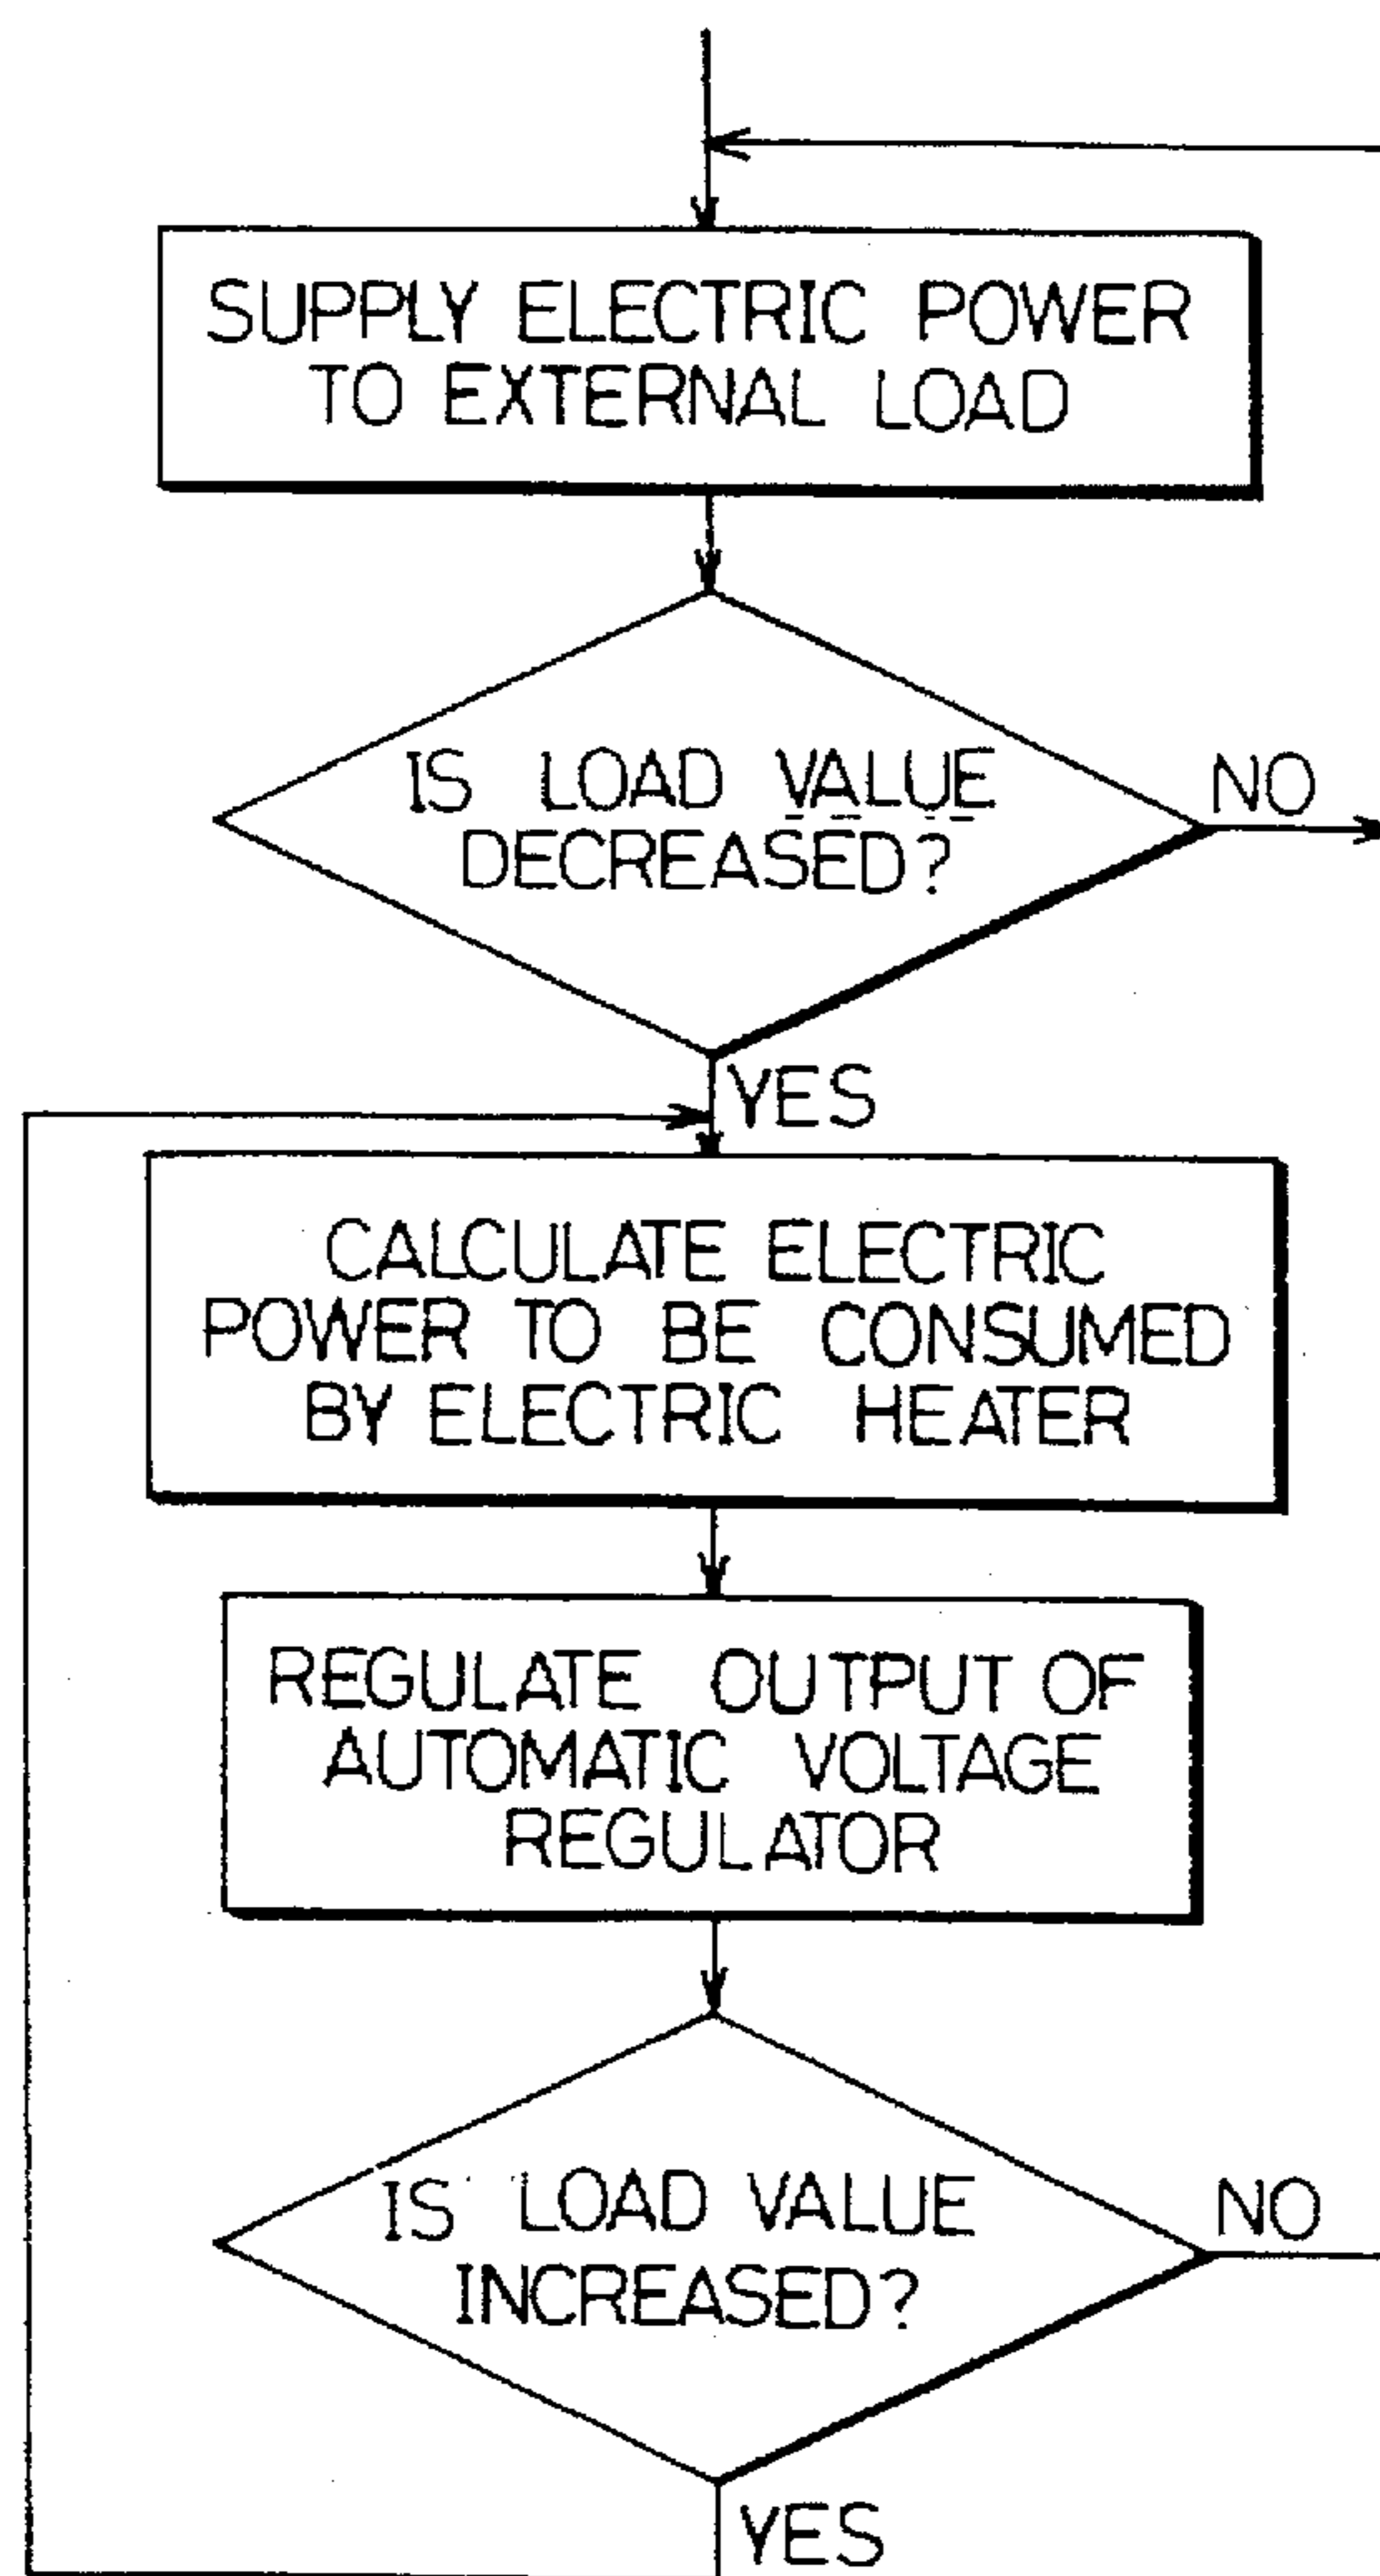 SUPPLY ELECTRIC POWER
TO EXTERNAL LOAD
IS LOAD VALUE
DECREASED?
NO
YES
CALCULATE ELECTRIC
POWER TO BE CONSUMED
BY ELECTRIC HEATER
REGULATE OUTPUT OF
AUTOMATIC VOLTAGE
REGULATOR
IS LOAD VALUE
INCREASED?
NO
YES